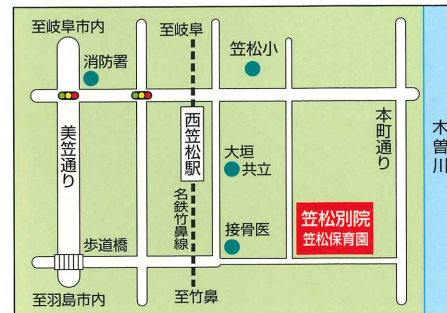 至岐阜市内
至岐阜
消防署
笠松小
美笠通り
西笠松駅
大垣
共立
本町通り
木曽川
名鉄竹鼻線
笠松別院
笠松保育園
歩道橋
接骨医
至羽島市内
至竹鼻